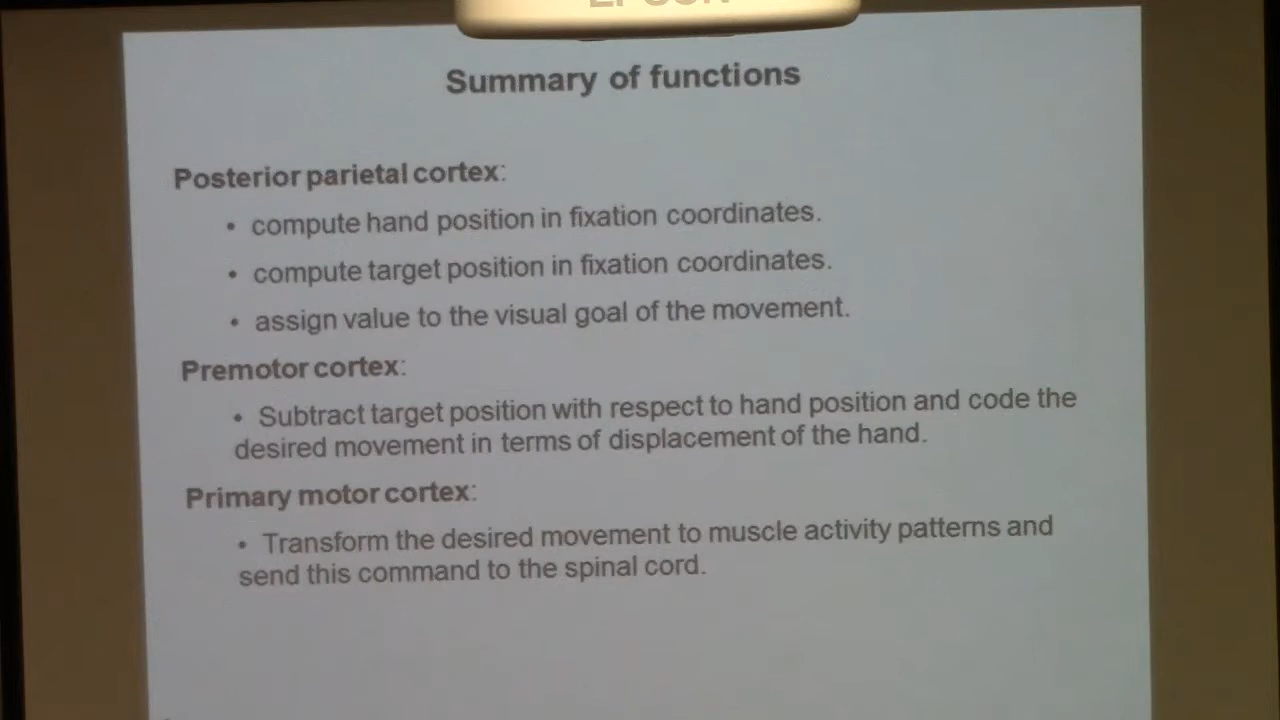 EPSON
Summary of functions
Posterior parietal cortex:
• compute hand position in fixation coordinates.
• compute target position in fixation coordinates.
• assign value to the visual goal of the movement.
Premotor cortex:
• Subtract target position with respect to hand position and code the
desired movement in terms of displacement of the hand.
Primary motor cortex:
• Transform the desired movement to muscle activity patterns and
send this command to the spinal cord.